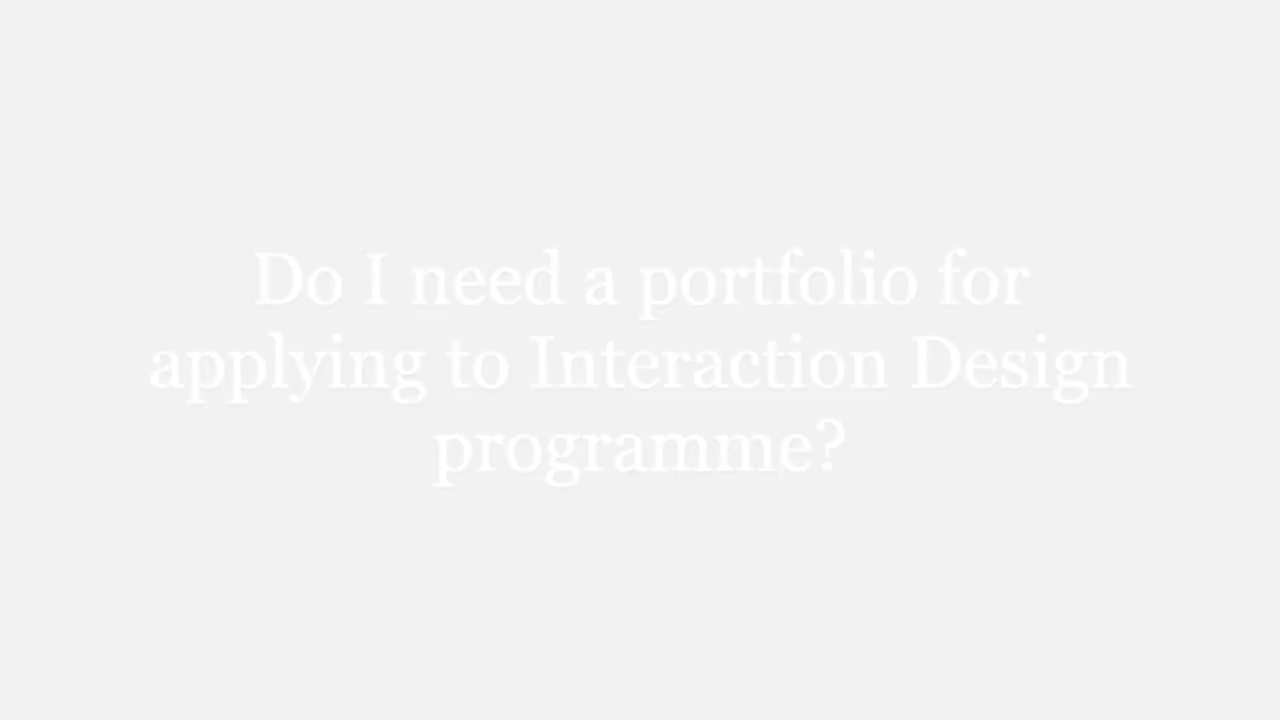 Do I need a portfolio for
applying to Interaction Design
programme?